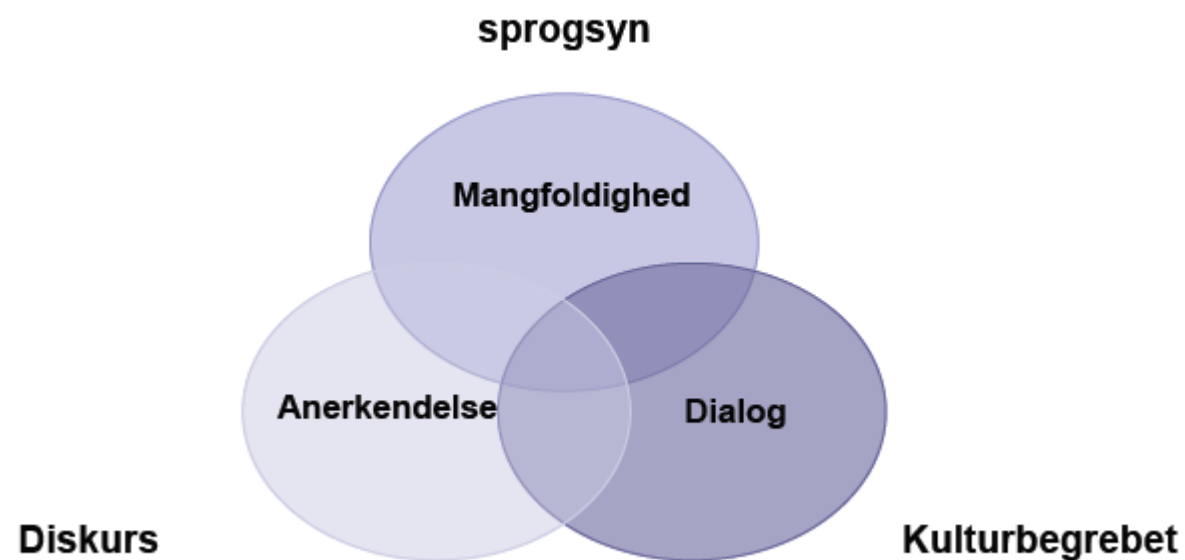 sprogsyn
Mangfoldighed
Anerkendelse
Dialog
Diskurs
Kulturbegrebet